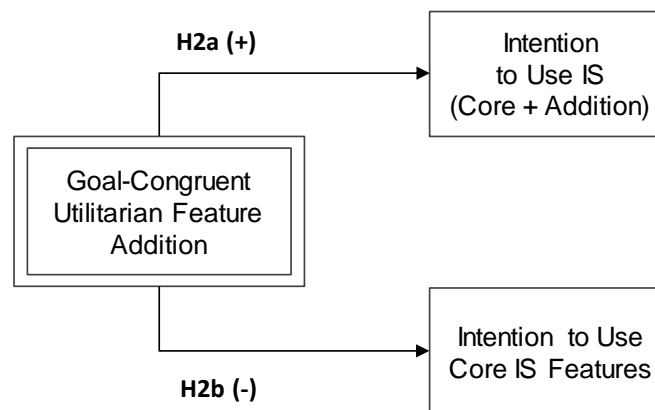 H2a (+)
Intention
to Use IS
(Core + Addition)
Goal-Congruent
Utilitarian Feature
Addition
Intention to Use
Core IS Features
H2b (-)